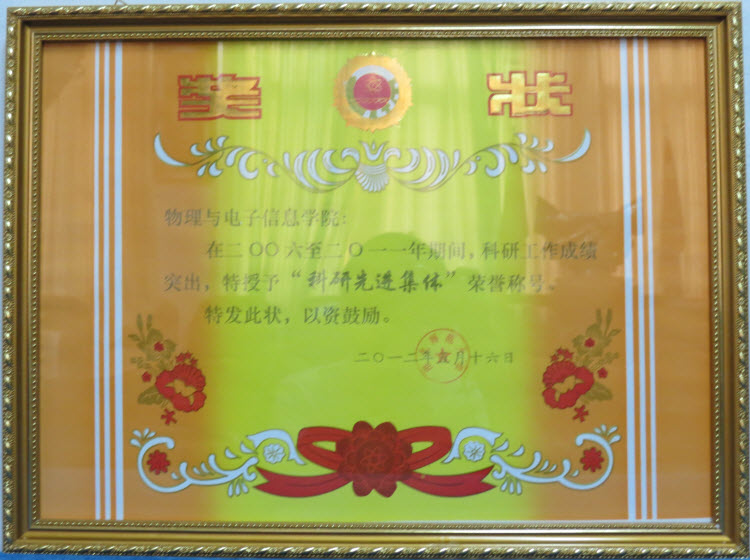 奖 状
物理与电子信息学院:
在二〇〇六至二〇一一年期间,科研工作成绩
突出,特授予“科研先进集体”荣誉称号。
特发此状,以资鼓励。
二〇一二年五月十六日